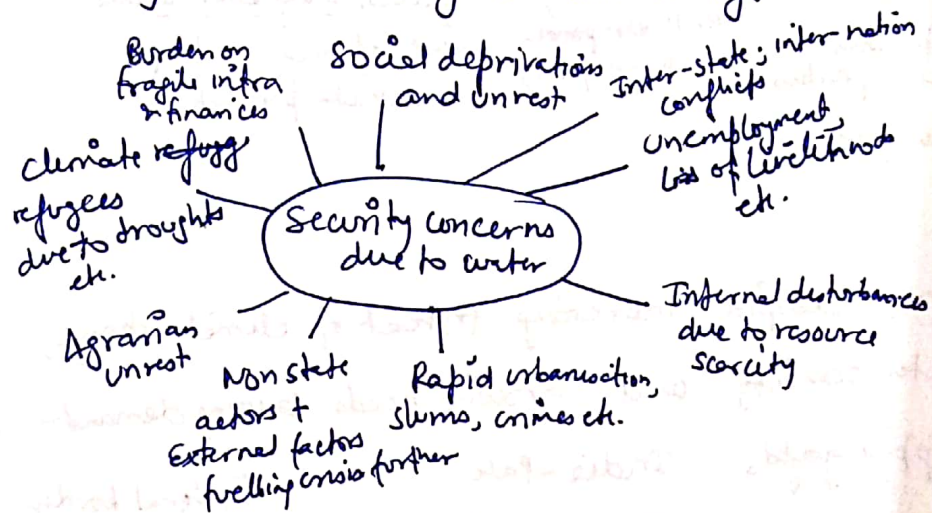 Burden on
fragile infra
& finances
Social deprivations
and unrest
Inter-state; inter nation
conflicts
Unemployment,
loss of livelihoods
etc.
Climate
refugees
due to droughts
etc.
Security concerns
due to water
Internal disturbances
due to resource
scarcity
Agrarian
unrest
Non state
actors +
External factors
fuelling crisis further
Rapid urbanisation,
slums, crimes etc.